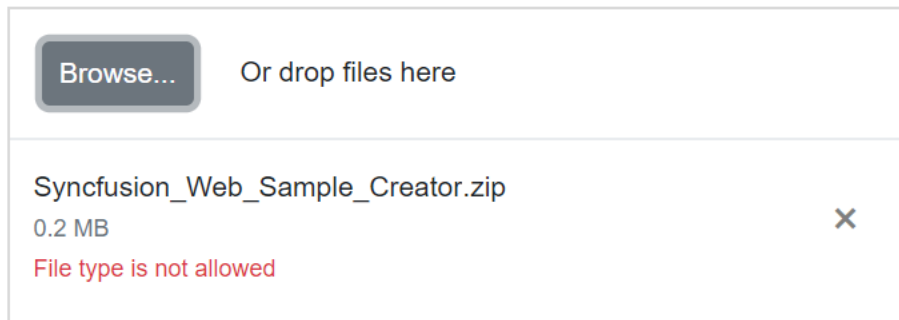 Browse... Or drop files here
Syncfusion_Web_Sample_Creator.zip
0.2 MB
File type is not allowed